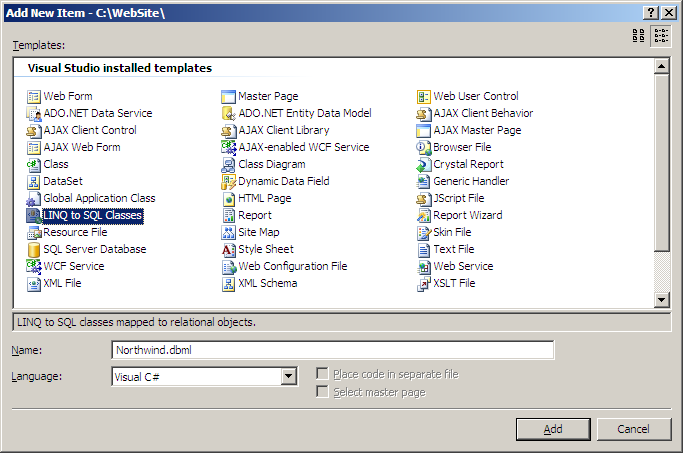 Add New Item - C:\WebSite\
Templates:
Visual Studio installed templates
Web Form Master Page Web User Control
ADO.NET Data Service ADO.NET Entity Data Model AJAX Client Behavior
AJAX Client Control AJAX Client Library AJAX Master Page
AJAX Web Form AJAX-enabled WCF Service Browser File
Class Class Diagram Crystal Report
DataSet Dynamic Data Field Generic Handler
Global Application Class HTML Page JScript File
LINQ to SQL Classes Report Report Wizard
Resource File Site Map Skin File
SQL Server Database Style Sheet Text File
WCF Service Web Configuration File Web Service
XML File XML Schema XSLT File
LINQ to SQL classes mapped to relational objects.
Name: Northwind.dbml
Language: Visual C# Place code in separate file
Select master page
Add Cancel